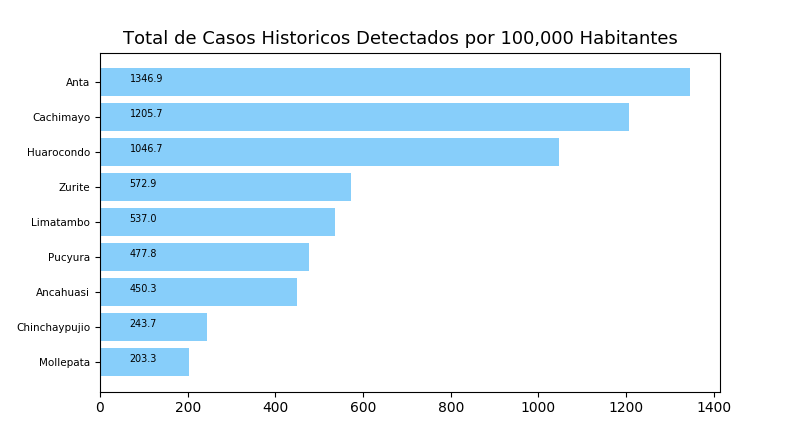 Total de Casos Historicos Detectados por 100,000 Habitantes
Anta 1346.9
Cachimayo 1205.7
Huarocondo 1046.7
Zurite 572.9
Limatambo 537.0
Pucyura 477.8
Ancahuasi 450.3
Chinchaypujio 243.7
Mollepata 203.3
0 200 400 600 800 1000 1200 1400